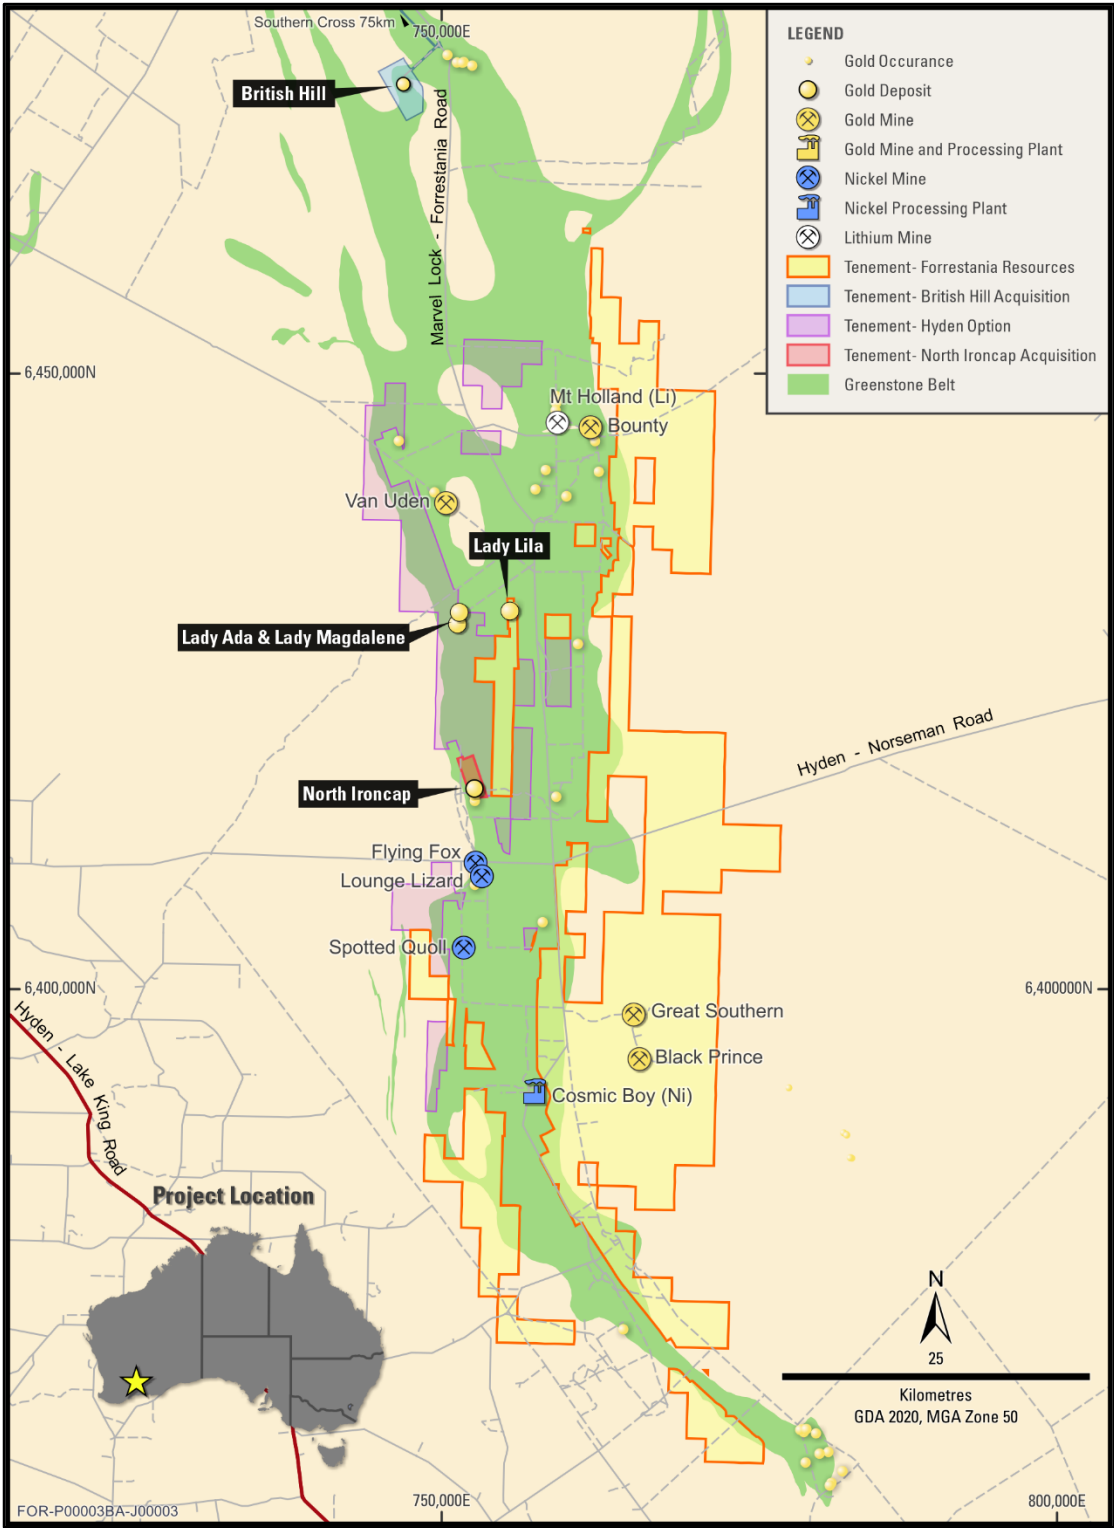 Southern Cross 75km
750,000E
British Hill
Marvel Lock - Forrestania Road
LEGEND
Gold Occurance
Gold Deposit
Gold Mine
Gold Mine and Processing Plant
Nickel Mine
Nickel Processing Plant
Lithium Mine
Tenement- Forrestania Resources
Tenement- British Hill Acquisition
Tenement- Hyden Option
Tenement- North Ironcap Acquisition
Greenstone Belt
6,450,000N
Mt Holland (Li)
Bounty
Van Uden
Lady Lila
Lady Ada & Lady Magdalene
Hyden - Norseman Road
North Ironcap
Flying Fox
Lounge Lizard
Spotted Quoll
6,400,000N
6,400000N
Hyden - Lake King Road
Great Southern
Black Prince
Cosmic Boy (Ni)
Project Location
N
25
Kilometres
GDA 2020, MGA Zone 50
FOR-P00003BA-J00003
750,000E
800,000E